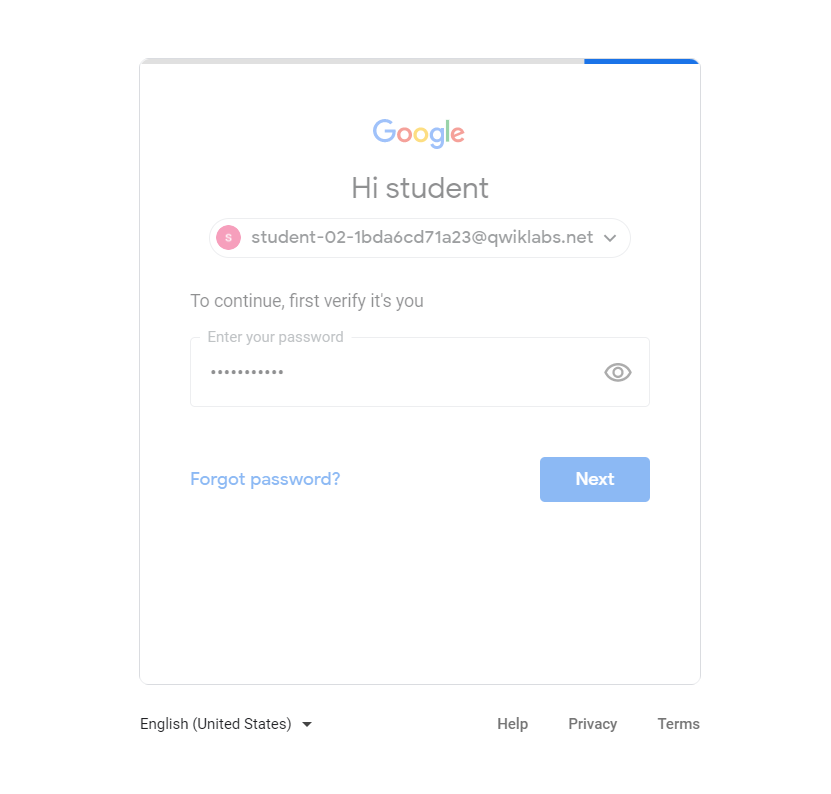 Google
Hi student
S student-02-1bda6cd71a23@qwiklabs.net
To continue, first verify it's you
Enter your password
•••••••••••
Forgot password? Next
English (United States) Help Privacy Terms